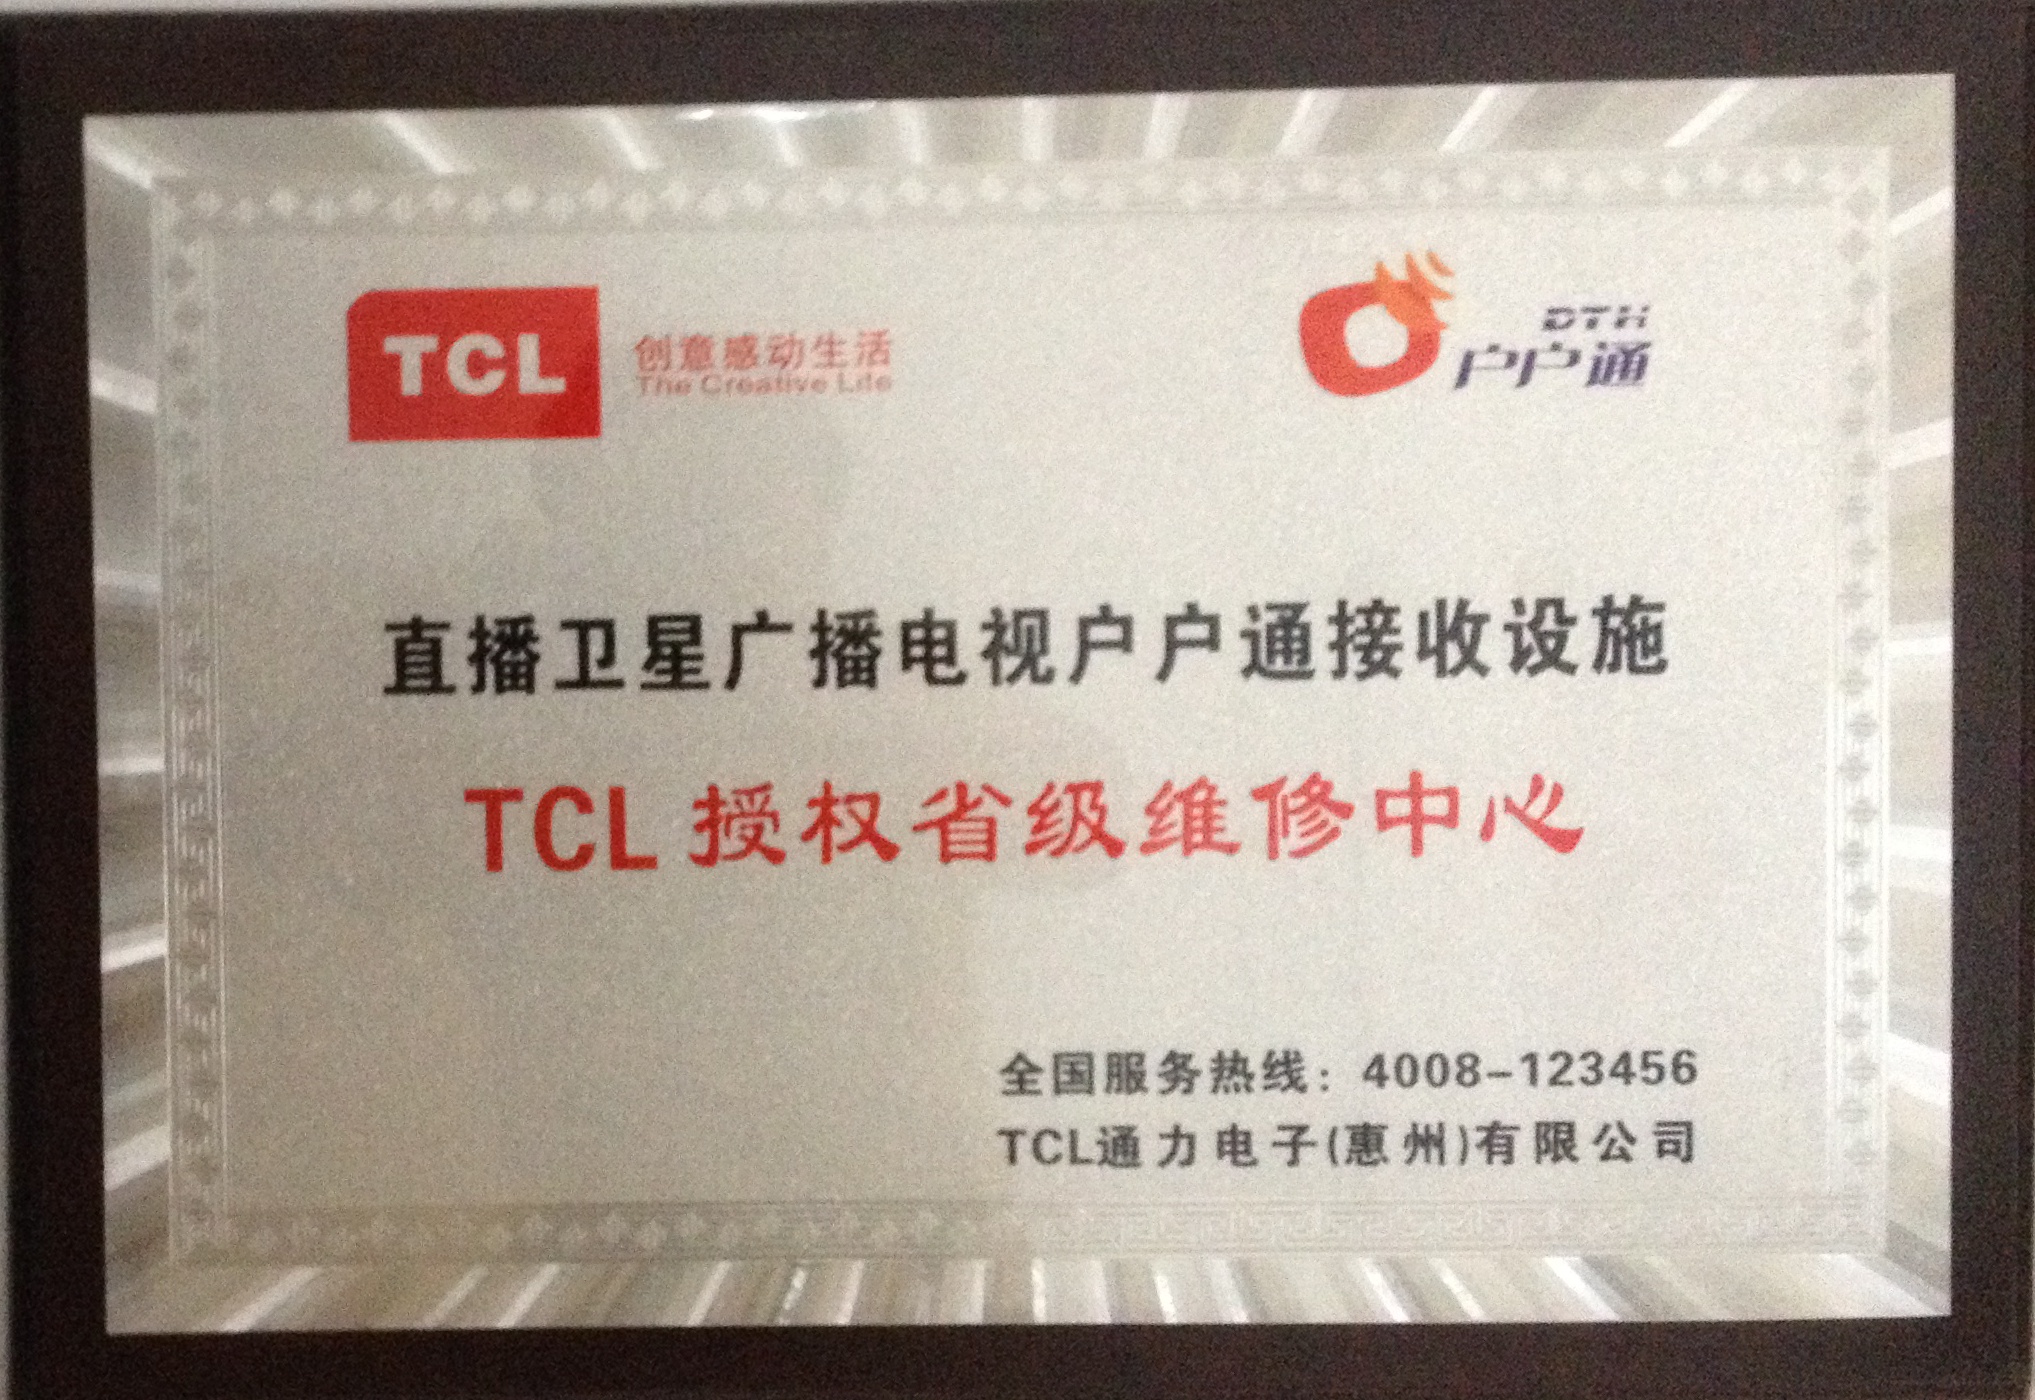 TCL
创意感动生活
The Creative Life
DTH
户户通
直播卫星广播电视户户通接收设施
TCL 授权省级维修中心
全国服务热线：4008-123456
TCL通力电子(惠州)有限公司